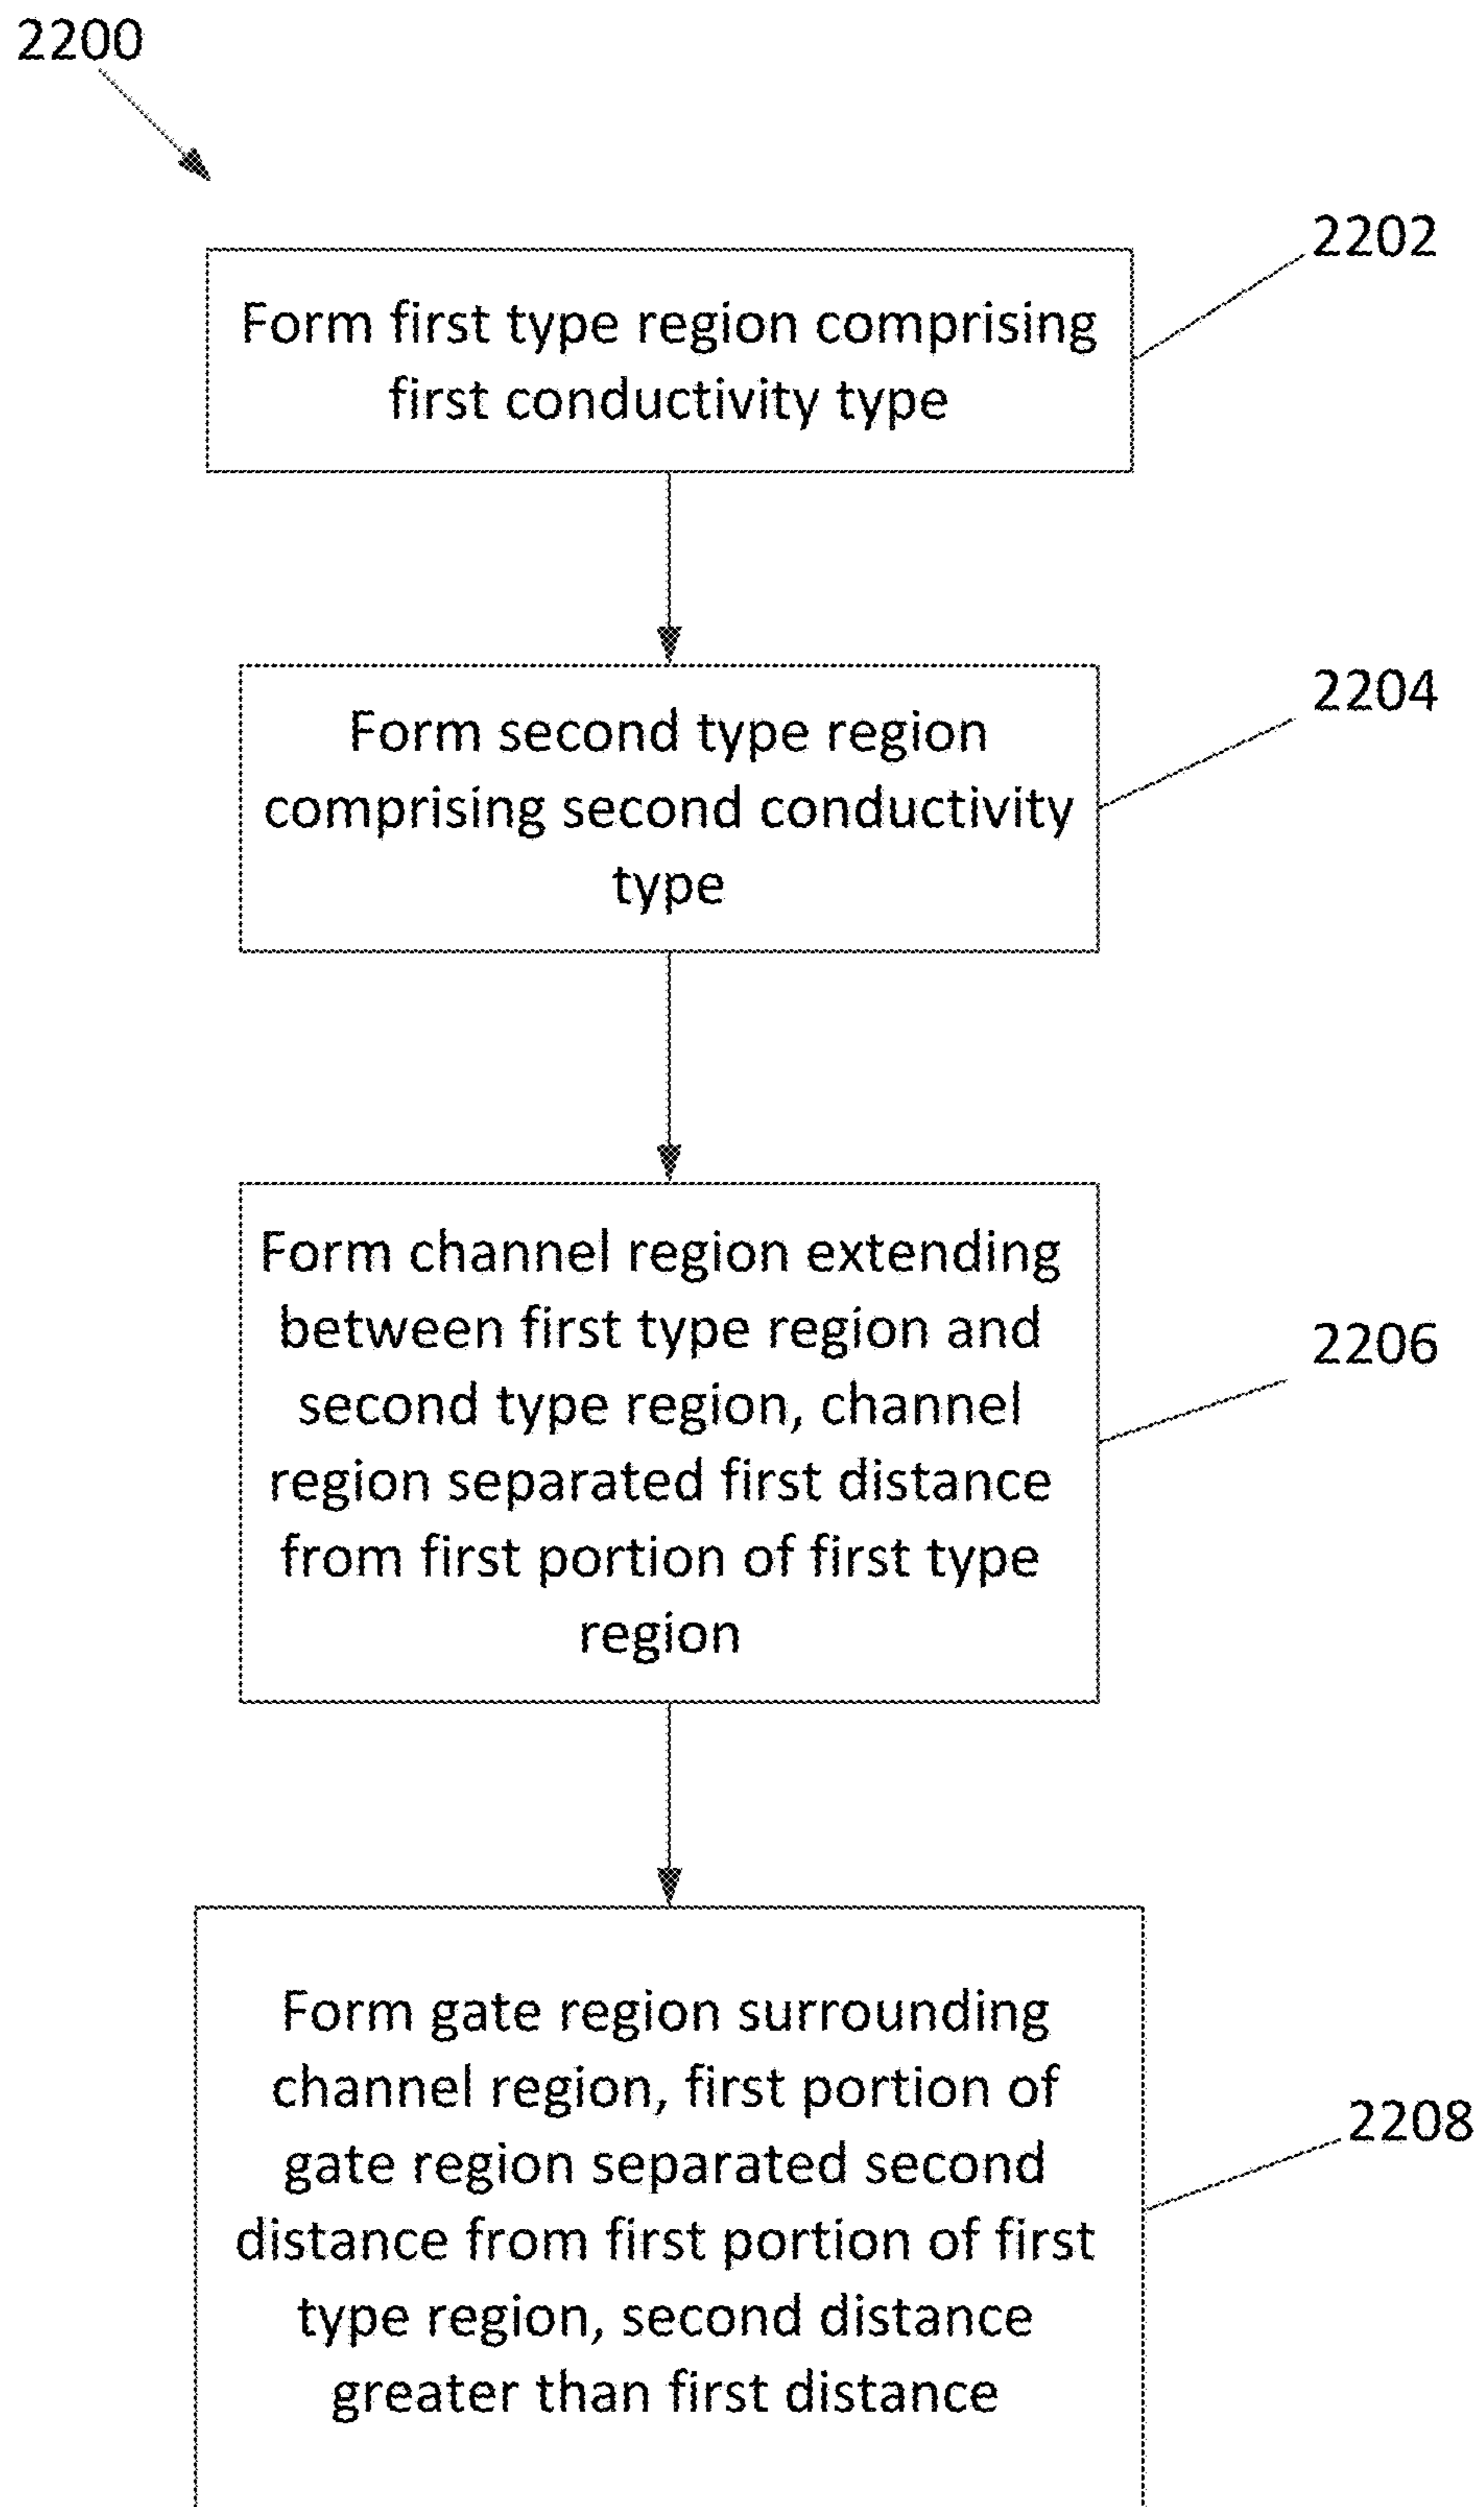 2200
2202
Form first type region comprising
first conductivity type
2204
Form second type region
comprising second conductivity
type
Form channel region extending
between first type region and
second type region, channel
region separated first distance
from first portion of first type
region
2206
Form gate region surrounding
channel region, first portion of
gate region separated second
distance from first portion of first
type region, second distance
greater than first distance
2208